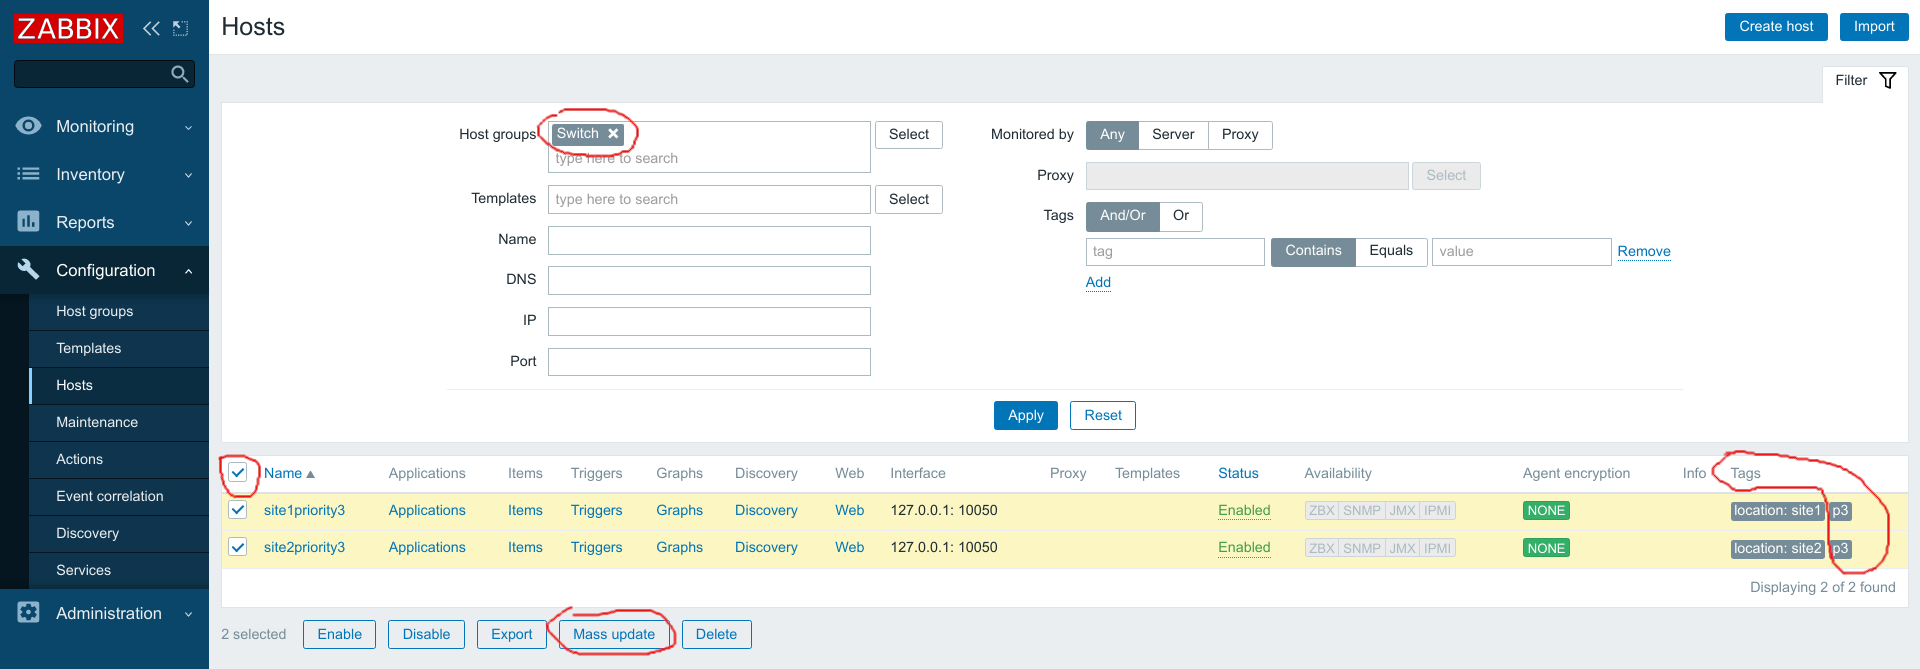 ZABBIX
Hosts
Create host
Import
Filter
Monitoring
Inventory
Reports
Configuration
Host groups
Templates
Hosts
Maintenance
Actions
Event correlation
Discovery
Services
Administration
Host groups Switch Select
type here to search
Templates type here to search Select
Name
DNS
IP
Port
Monitored by Any Server Proxy
Proxy Select
Tags And/Or Or
tag Contains Equals value Remove
Add
Apply Reset
Name Applications Items Triggers Graphs Discovery Web Interface Proxy Templates Status Availability Agent encryption Info Tags
site1priority3 Applications Items Triggers Graphs Discovery Web 127.0.0.1: 10050 Enabled ZBX SNMP JMX IPMI NONE location: site1 p3
site2priority3 Applications Items Triggers Graphs Discovery Web 127.0.0.1: 10050 Enabled ZBX SNMP JMX IPMI NONE location: site2 p3
Displaying 2 of 2 found
2 selected Enable Disable Export Mass update Delete